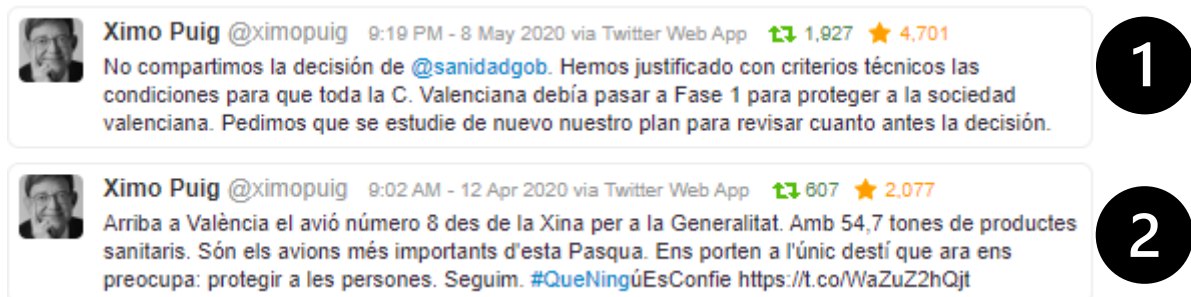 Ximo Puig @ximopuig 9:19 PM - 8 May 2020 via Twitter Web App 1,927 4,701
No compartimos la decisión de @sanidadgob. Hemos justificado con criterios técnicos las
condiciones para que toda la C. Valenciana debía pasar a Fase 1 para proteger a la sociedad
valenciana. Pedimos que se estudie de nuevo nuestro plan para revisar cuanto antes la decisión.
1
Ximo Puig @ximopuig 9:02 AM - 12 Apr 2020 via Twitter Web App 607 2,077
Arriba a València el avió número 8 des de la Xina per a la Generalitat. Amb 54,7 tones de productes
sanitaris. Són els avions més importants d'esta Pasqua. Ens porten a l'únic destí que ara ens
preocupa: protegir a les persones. Seguim. #QueNingúEsConfie https://t.co/WaZuZ2hQjt
2